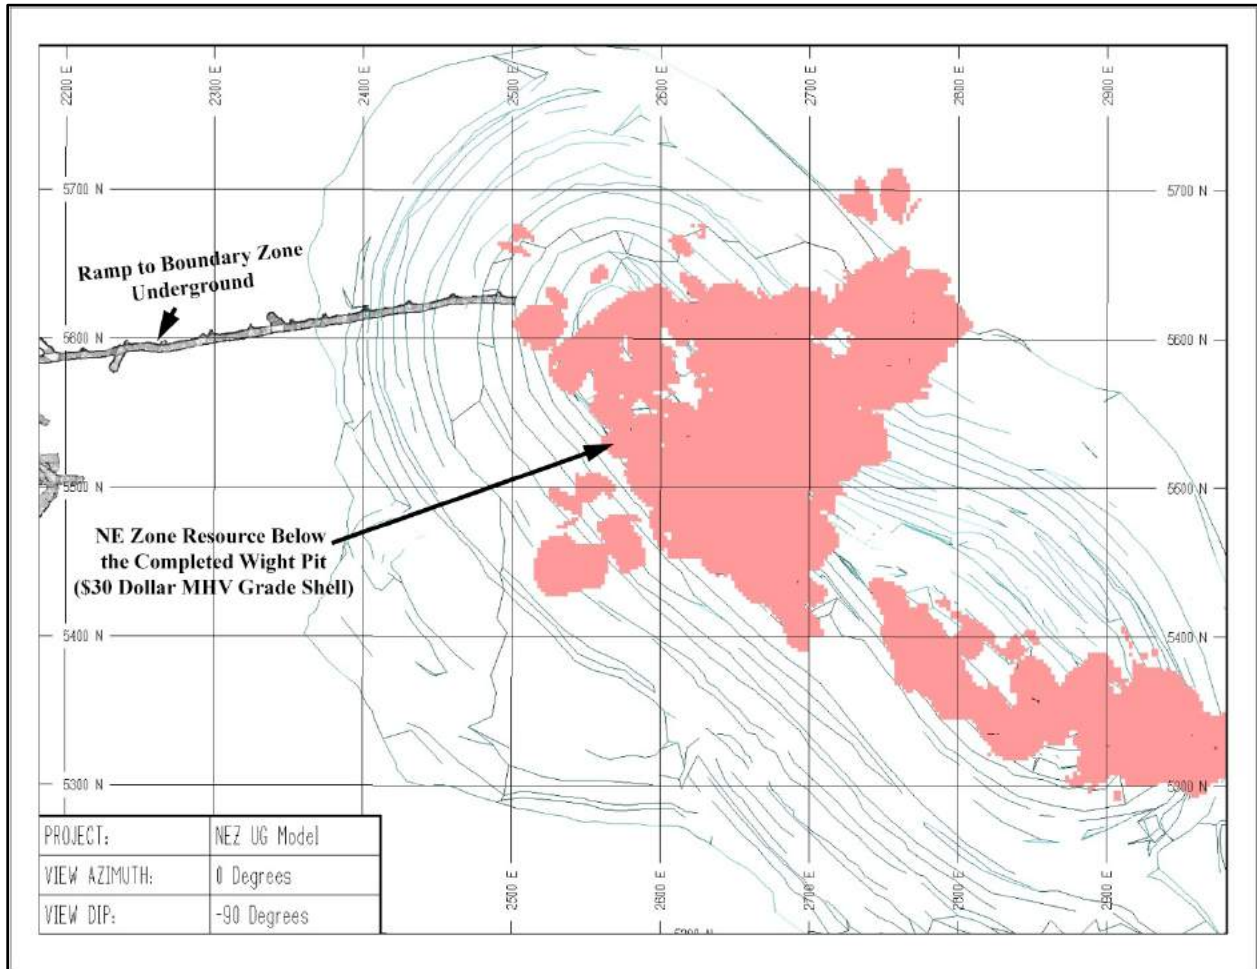 2200 E
2300 E
2400 E
2500 E
2600 E
2700 E
2800 E
2900 E
5700 N
5700 N
Ramp to Boundary Zone
Underground
5600 N
5600 N
5500 N
5600 N
NE Zone Resource Below
the Completed Wight Pit
($30 Dollar MHV Grade Shell)
5400 N
5400 N
5300 N
5300 N
PROJECT: NEZ UG Model
VIEW AZIMUTH: 0 Degrees
VIEW DIP: -90 Degrees
2500 E
2600 E
2700 E
2800 E
2900 E